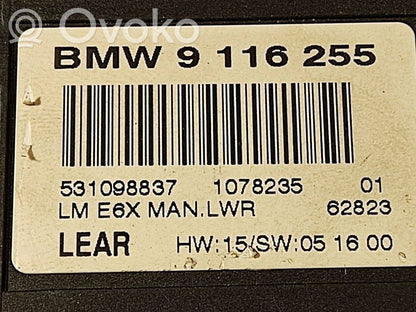 Ovoko
BMW 9 116 255
531098837 1078235 01
LM E6X MAN.LWR 62823
LEAR HW:15/SW:05 16 00